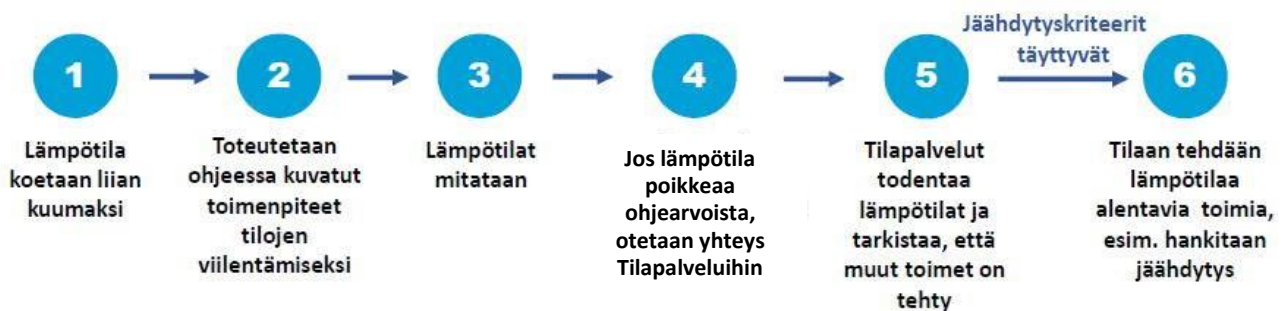 Jäähdytyskriteerit
täyttyvät
1
2
3
4
5
6
Lämpötila
koetaan liian
kuumaksi
Toteutetaan
ohjeessa kuvatut
toimenpiteet
tilojen
viilentämiseksi
Lämpötilat
mitataan
Jos lämpötila
poikkeaa
ohjearvoista,
otetaan yhteys
Tilapalveluihin
Tilapalvelut
todentaa
lämpötilat ja
tarkistaa, että
muut toimet on
tehty
Tilaan tehdään
lämpötilaa
alentavia toimia,
esim. hankitaan
jäähdytys